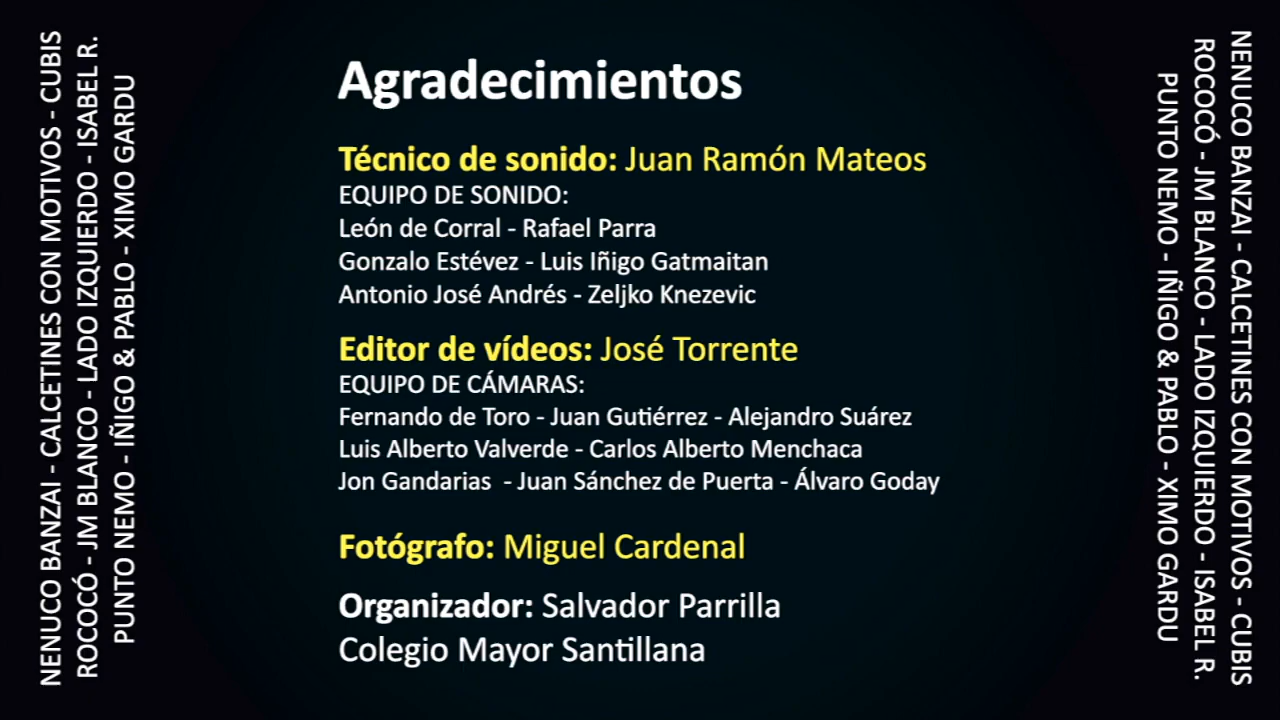 NENUCO BANZAI - CALCETINES CON MOTIVOS - CUBIS
ROCOCÓ - JM BLANCO - LADO IZQUIERDO - ISABEL R.
PUNTO NEMO - IÑIGO & PABLO - XIMO GARDU
Agradecimientos
Técnico de sonido: Juan Ramón Mateos
EQUIPO DE SONIDO:
León de Corral - Rafael Parra
Gonzalo Estévez - Luis Iñigo Gatmaitan
Antonio José Andrés - Zeljko Knezevic
Editor de vídeos: José Torrente
EQUIPO DE CÁMARAS:
Fernando de Toro - Juan Gutiérrez - Alejandro Suárez
Luis Alberto Valverde - Carlos Alberto Menchaca
Jon Gandarias  - Juan Sánchez de Puerta - Álvaro Goday
Fotógrafo: Miguel Cardenal
Organizador: Salvador Parrilla
Colegio Mayor Santillana
NENUCO BANZAI - CALCETINES CON MOTIVOS - CUBIS
ROCOCÓ - JM BLANCO - LADO IZQUIERDO - ISABEL R.
PUNTO NEMO - IÑIGO & PABLO - XIMO GARDU